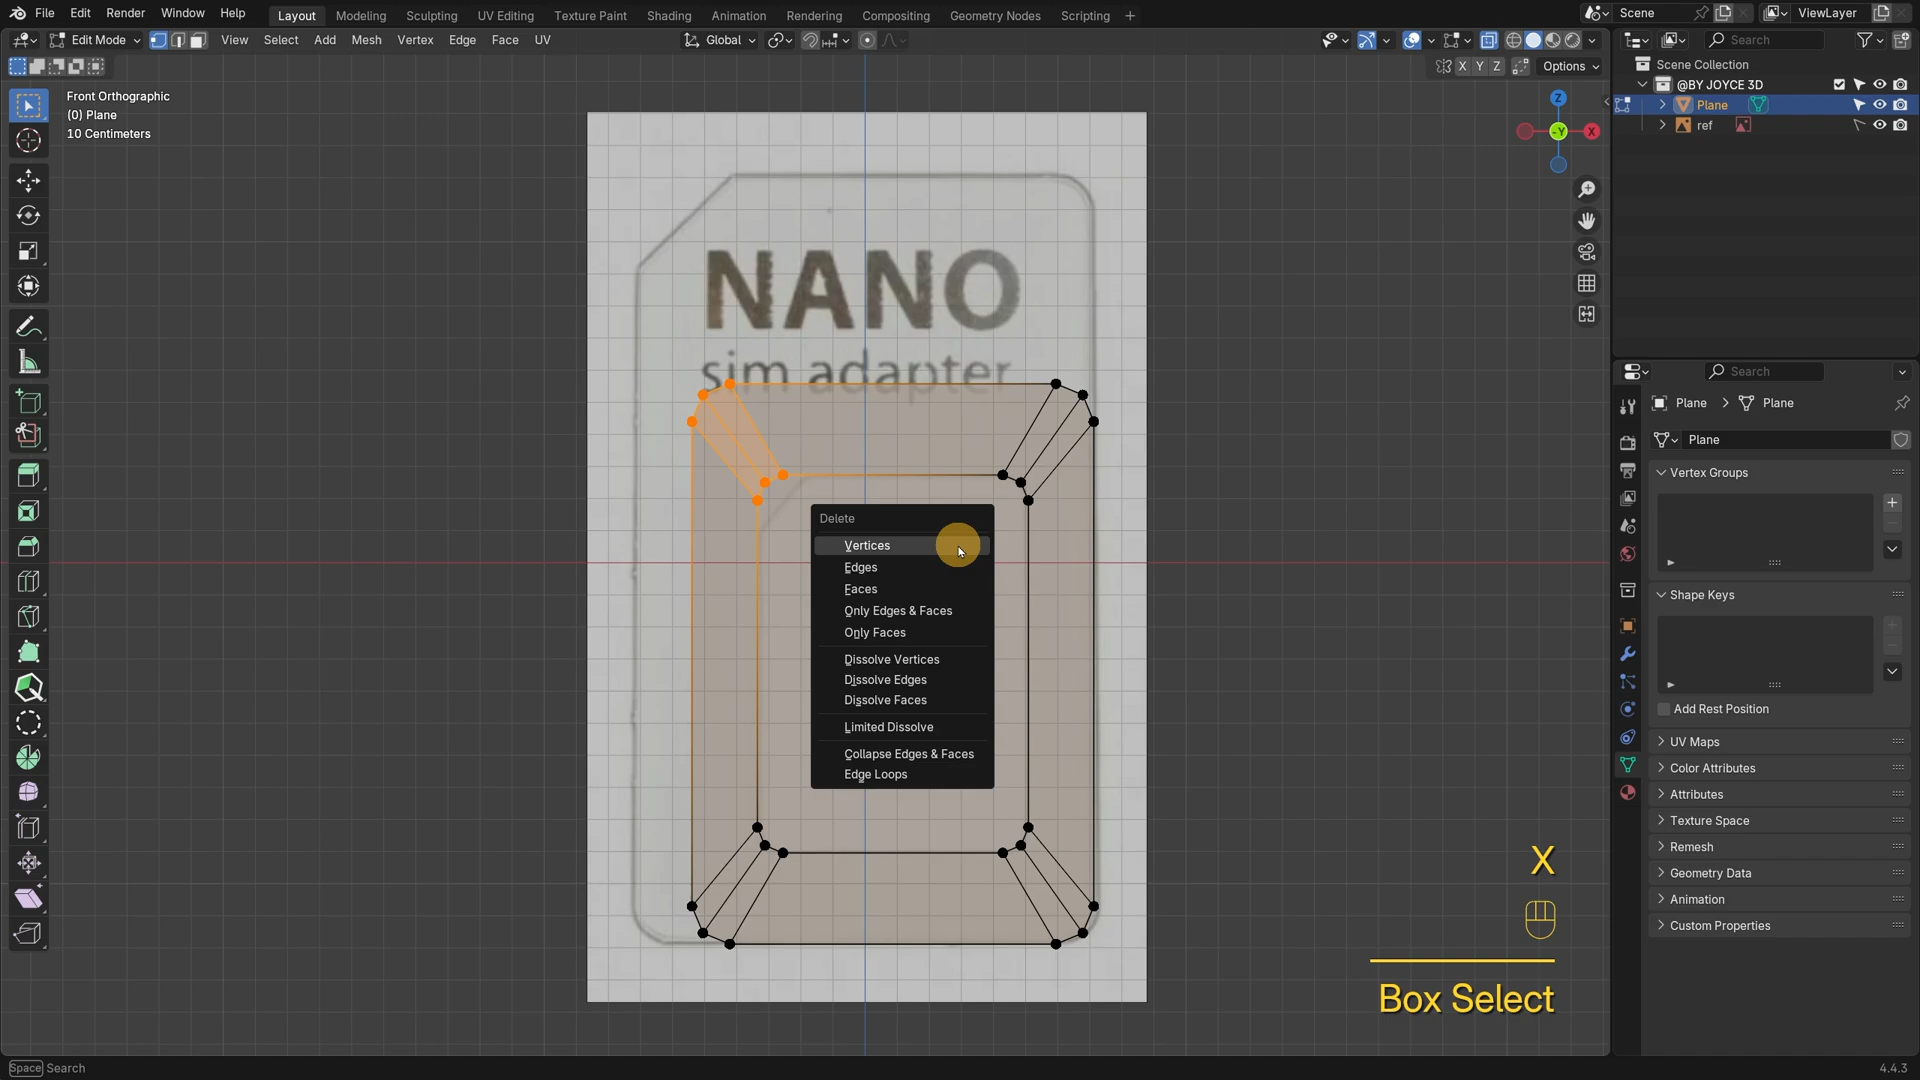 File Edit Render Window Help
Layout Modeling Sculpting UV Editing Texture Paint Shading Animation Rendering Compositing Geometry Nodes Scripting +
Scene
ViewLayer
Edit Mode View Select Add Mesh Vertex Edge Face UV
Global
Search
X Y Z Options
Scene Collection
@BY JOYCE 3D
Plane
ref
Front Orthographic
(0) Plane
10 Centimeters
Z
-Y
X
NANO
sim adapter
Delete
Vertices
Edges
Faces
Only Edges & Faces
Only Faces
Dissolve Vertices
Dissolve Edges
Dissolve Faces
Limited Dissolve
Collapse Edges & Faces
Edge Loops
Search
Plane > Plane
Plane
Vertex Groups
Shape Keys
Add Rest Position
UV Maps
Color Attributes
Attributes
Texture Space
Remesh
Geometry Data
Animation
Custom Properties
X
Box Select
Space Search
4.4.3